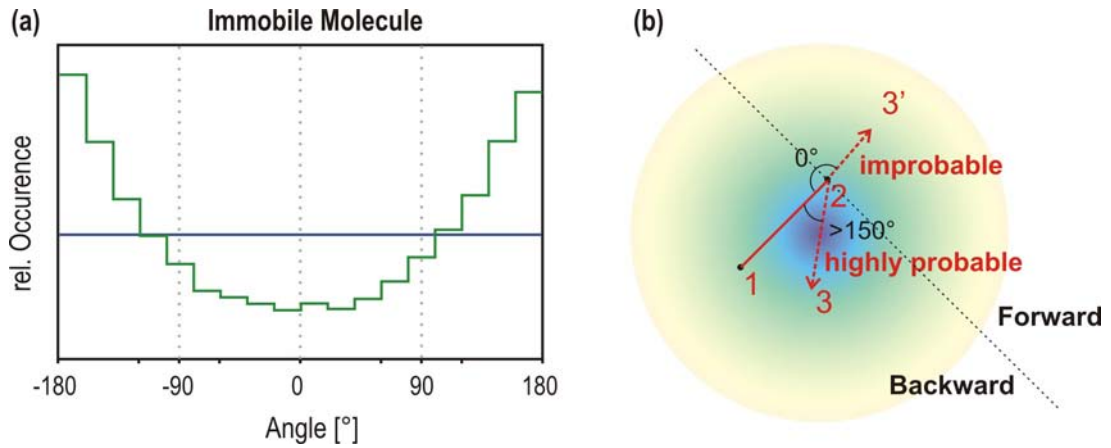 (a)
Immobile Molecule
rel. Occurence
-180
-90
0
90
180
Angle [°]
(b)
3’
0°
improbable
2
>150°
highly probable
1
3
Forward
Backward